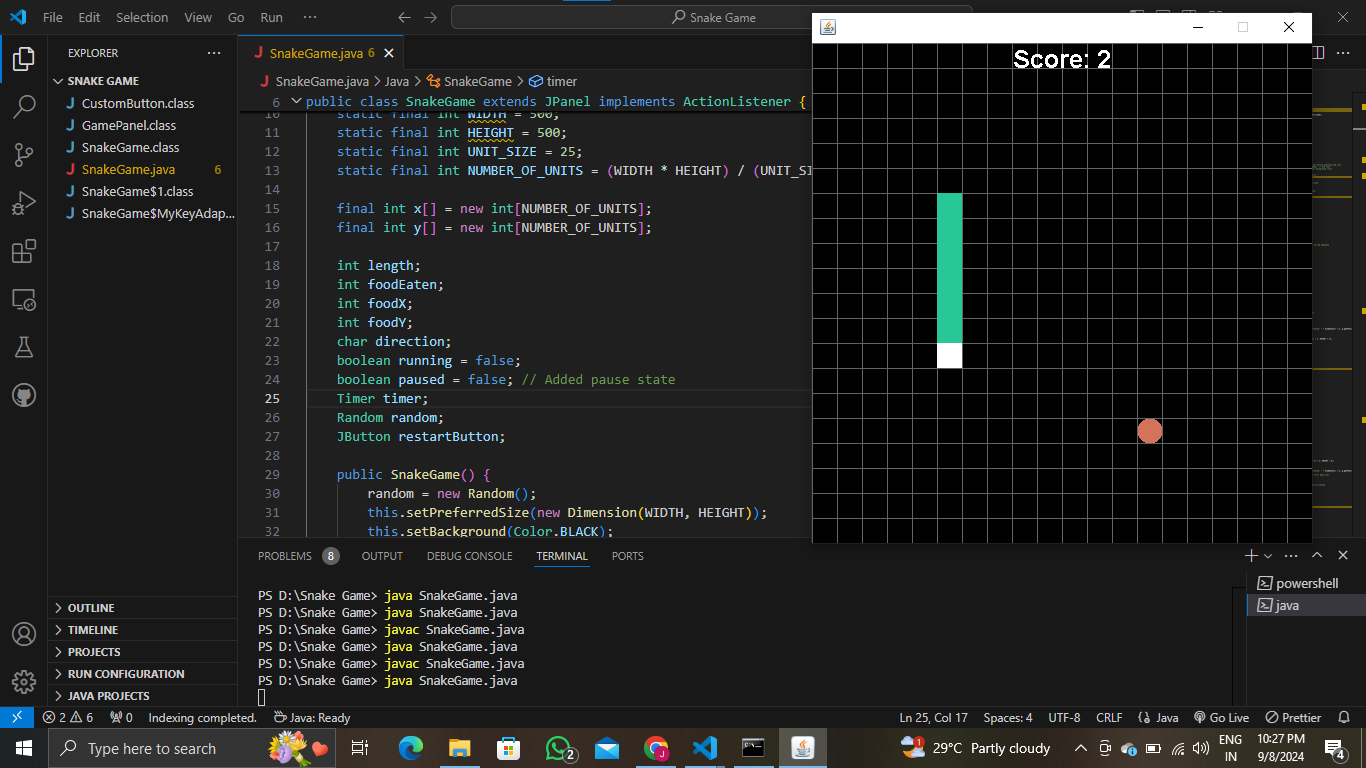 File Edit Selection View Go Run ···
Snake Game
EXPLORER ···
SNAKE GAME
CustomButton.class
GamePanel.class
SnakeGame.class
SnakeGame.java 6
SnakeGame$1.class
SnakeGame$MyKeyAdap...
OUTLINE
TIMELINE
PROJECTS
RUN CONFIGURATION
JAVA PROJECTS
J SnakeGame.java 6
J SnakeGame.java > Java > SnakeGame > timer
6 public class SnakeGame extends JPanel implements ActionListener {
10 static final int WIDTH = 500;
11 static final int HEIGHT = 500;
12 static final int UNIT_SIZE = 25;
13 static final int NUMBER_OF_UNITS = (WIDTH * HEIGHT) / (UNIT_SI
14
15 final int x[] = new int[NUMBER_OF_UNITS];
16 final int y[] = new int[NUMBER_OF_UNITS];
17
18 int length;
19 int foodEaten;
20 int foodX;
21 int foodY;
22 char direction;
23 boolean running = false;
24 boolean paused = false; // Added pause state
25 Timer timer;
26 Random random;
27 JButton restartButton;
28
29 public SnakeGame() {
30 random = new Random();
31 this.setPreferredSize(new Dimension(WIDTH, HEIGHT));
32 this.setBackground(Color.BLACK);
Score: 2
PROBLEMS 8 OUTPUT DEBUG CONSOLE TERMINAL PORTS
PS D:\Snake Game> java SnakeGame.java
PS D:\Snake Game> java SnakeGame.java
PS D:\Snake Game> javac SnakeGame.java
PS D:\Snake Game> java SnakeGame.java
PS D:\Snake Game> javac SnakeGame.java
PS D:\Snake Game> java SnakeGame.java
powershell
java
2 6 0 Indexing completed. Java: Ready
Ln 25, Col 17 Spaces: 4 UTF-8 CRLF {} Java Go Live Prettier
Type here to search
2
1
29°C Partly cloudy
ENG
IN
10:27 PM
9/8/2024
4